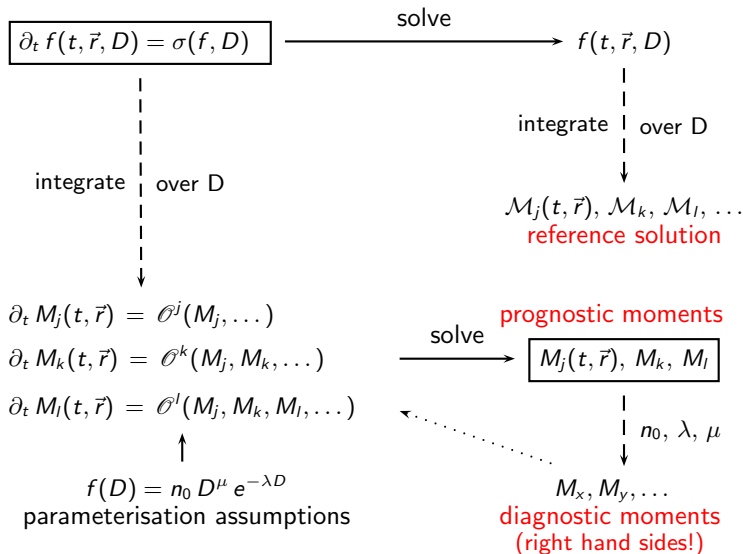 solve
∂ₜ f(t, r⃗, D) = σ(f, D)
f(t, r⃗, D)
integrate over D
integrate over D
ℳⱼ(t, r⃗), ℳₖ, ℳₗ, ...
reference solution
∂ₜ Mⱼ(t, r⃗) = 𝒪ʲ(Mⱼ, ...)
∂ₜ Mₖ(t, r⃗) = 𝒪ᵏ(Mⱼ, Mₖ, ...)
∂ₜ Mₗ(t, r⃗) = 𝒪ˡ(Mⱼ, Mₖ, Mₗ, ...)
solve
prognostic moments
Mⱼ(t, r⃗), Mₖ, Mₗ
n₀, λ, μ
f(D) = n₀ D^μ e^{−λD}
parameterisation assumptions
Mₓ, M_y, ...
diagnostic moments
(right hand sides!)